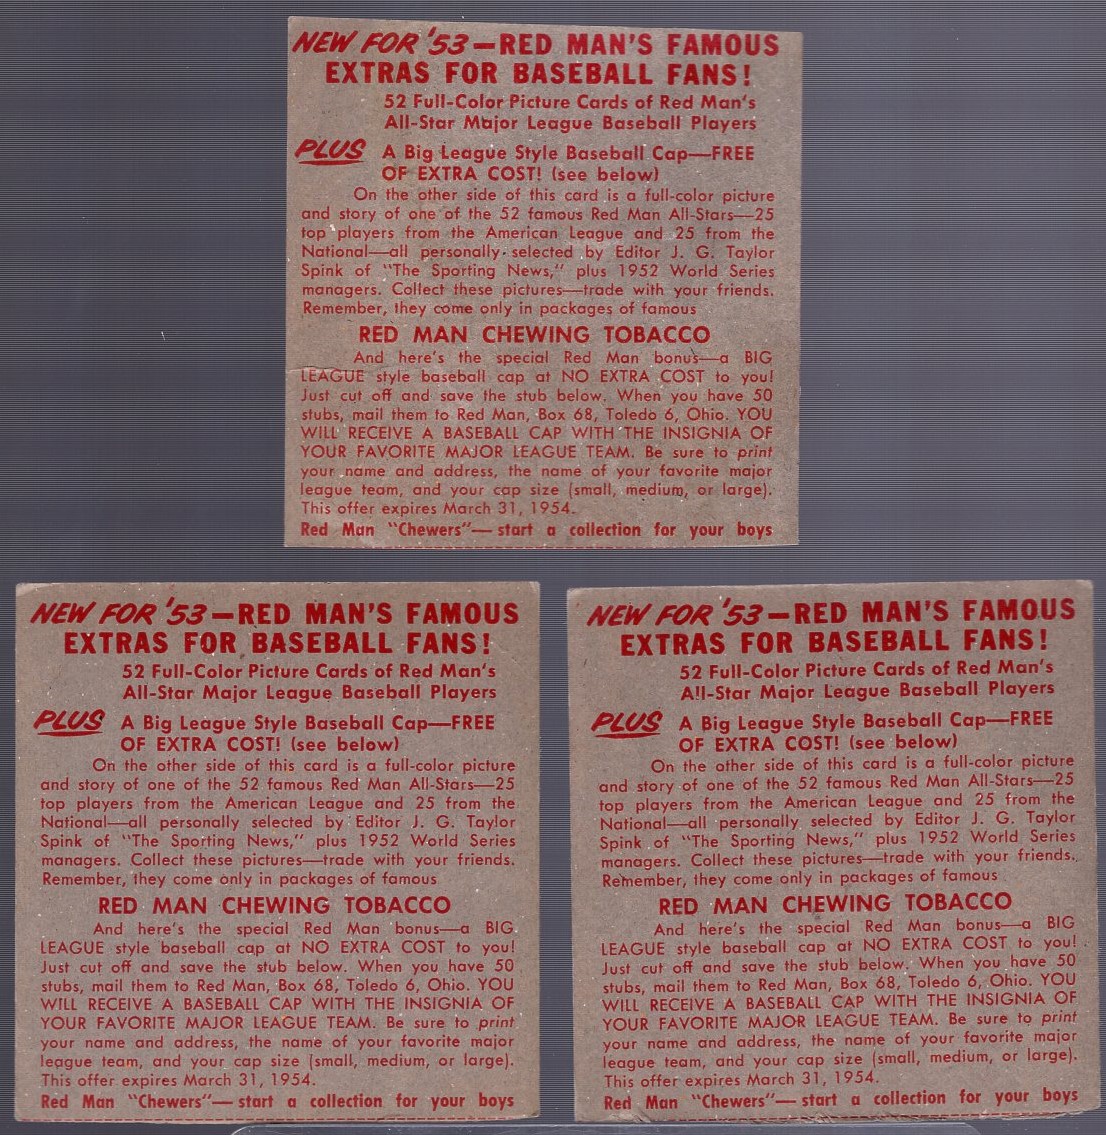 NEW FOR '53—RED MAN'S FAMOUS
EXTRAS FOR BASEBALL FANS!
52 Full-Color Picture Cards of Red Man's
All-Star Major League Baseball Players
PLUS A Big League Style Baseball Cap—FREE
OF EXTRA COST! (see below)
On the other side of this card is a full-color picture
and story of one of the 52 famous Red Man All-Stars—25
top players from the American League and 25 from the
National—all personally selected by Editor J. G. Taylor
Spink of "The Sporting News," plus 1952 World Series
managers. Collect these pictures—trade with your friends.
Remember, they come only in packages of famous
RED MAN CHEWING TOBACCO
And here's the special Red Man bonus—a BIG
LEAGUE style baseball cap at NO EXTRA COST to you!
Just cut off and save the stub below. When you have 50
stubs, mail them to Red Man, Box 68, Toledo 6, Ohio. YOU
WILL RECEIVE A BASEBALL CAP WITH THE INSIGNIA OF
YOUR FAVORITE MAJOR LEAGUE TEAM. Be sure to print
your name and address, the name of your favorite major
league team, and your cap size (small, medium, or large).
This offer expires March 31, 1954.
Red Man "Chewers"—start a collection for your boys
NEW FOR '53—RED MAN'S FAMOUS
EXTRAS FOR BASEBALL FANS!
52 Full-Color Picture Cards of Red Man's
All-Star Major League Baseball Players
PLUS A Big League Style Baseball Cap—FREE
OF EXTRA COST! (see below)
On the other side of this card is a full-color picture
and story of one of the 52 famous Red Man All-Stars—25
top players from the American League and 25 from the
National—all personally selected by Editor J. G. Taylor
Spink of "The Sporting News," plus 1952 World Series
managers. Collect these pictures—trade with your friends.
Remember, they come only in packages of famous
RED MAN CHEWING TOBACCO
And here's the special Red Man bonus—a BIG
LEAGUE style baseball cap at NO EXTRA COST to you!
Just cut off and save the stub below. When you have 50
stubs, mail them to Red Man, Box 68, Toledo 6, Ohio. YOU
WILL RECEIVE A BASEBALL CAP WITH THE INSIGNIA OF
YOUR FAVORITE MAJOR LEAGUE TEAM. Be sure to print
your name and address, the name of your favorite major
league team, and your cap size (small, medium, or large).
This offer expires March 31, 1954.
Red Man "Chewers"—start a collection for your boys
NEW FOR '53—RED MAN'S FAMOUS
EXTRAS FOR BASEBALL FANS!
52 Full-Color Picture Cards of Red Man's
All-Star Major League Baseball Players
PLUS A Big League Style Baseball Cap—FREE
OF EXTRA COST! (see below)
On the other side of this card is a full-color picture
and story of one of the 52 famous Red Man All-Stars—25
top players from the American League and 25 from the
National—all personally selected by Editor J. G. Taylor
Spink of "The Sporting News," plus 1952 World Series
managers. Collect these pictures—trade with your friends.
Remember, they come only in packages of famous
RED MAN CHEWING TOBACCO
And here's the special Red Man bonus—a BIG
LEAGUE style baseball cap at NO EXTRA COST to you!
Just cut off and save the stub below. When you have 50
stubs, mail them to Red Man, Box 68, Toledo 6, Ohio. YOU
WILL RECEIVE A BASEBALL CAP WITH THE INSIGNIA OF
YOUR FAVORITE MAJOR LEAGUE TEAM. Be sure to print
your name and address, the name of your favorite major
league team, and your cap size (small, medium, or large).
This offer expires March 31, 1954.
Red Man "Chewers"—start a collection for your boys